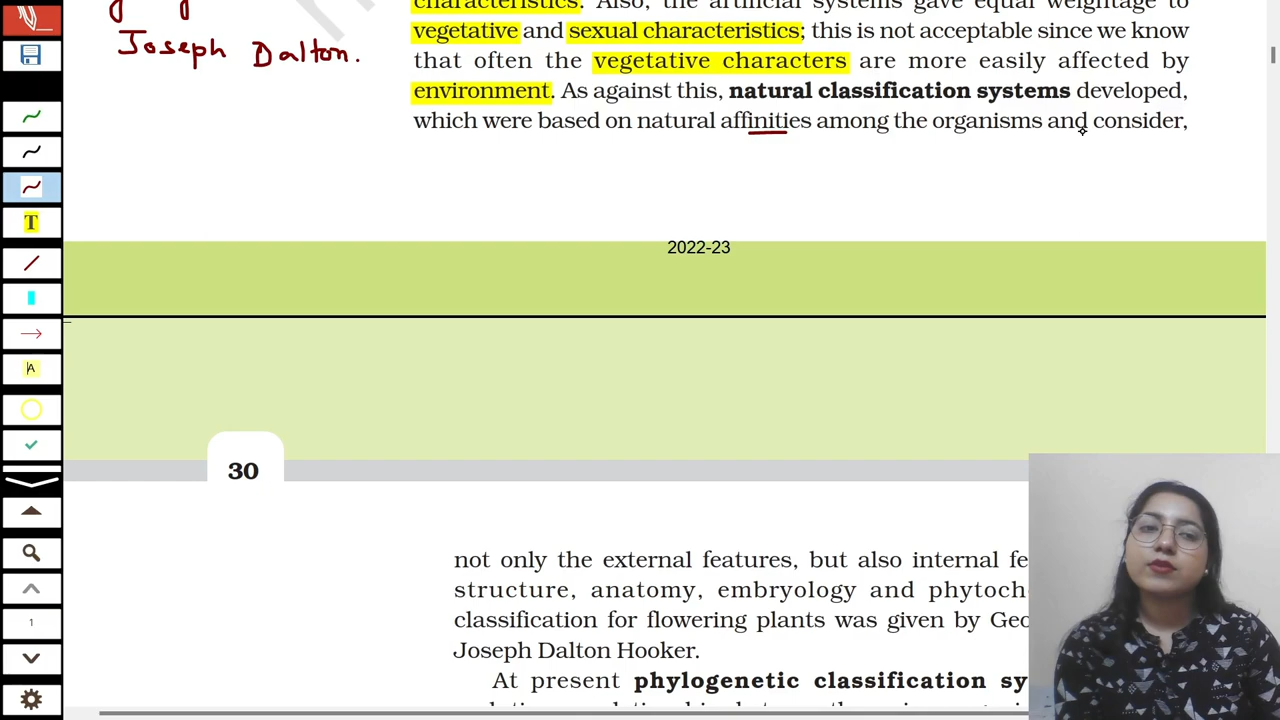 characteristics. Also, the artificial systems gave equal weightage to
Joseph Dalton.
vegetative and sexual characteristics; this is not acceptable since we know
that often the vegetative characters are more easily affected by
environment. As against this, natural classification systems developed,
which were based on natural affinities among the organisms and consider,
2022-23
30
not only the external features, but also internal
structure, anatomy, embryology and
classification for flowering plants was given by
Joseph Dalton Hooker.
At present phylogenetic classification
T
A
1